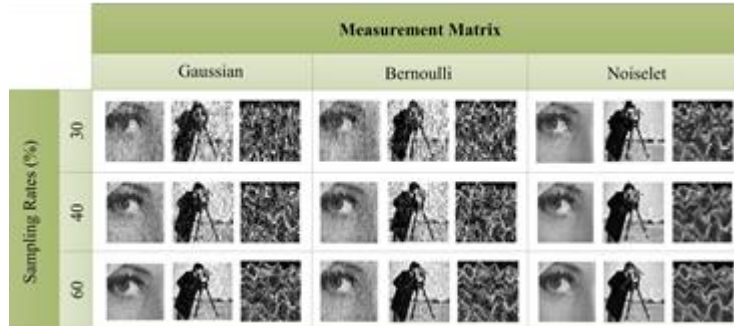 Measurement Matrix
Gaussian Bernoulli Noiselet
Sampling Rates (%)
30
40
60